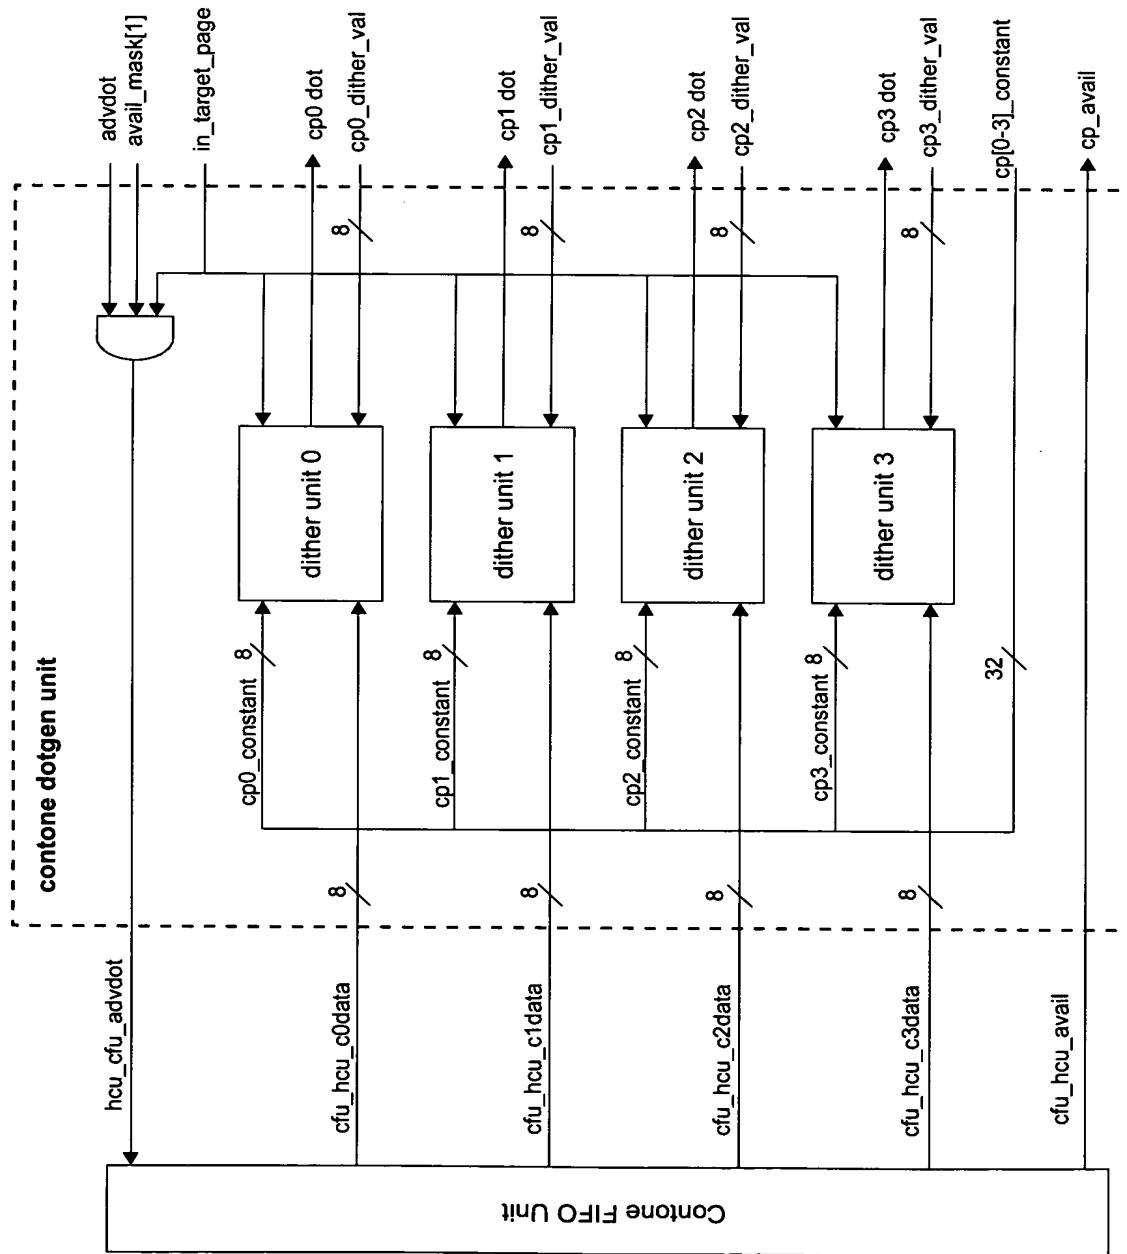 contone dotgen unit
advdot
avail_mask[1]
in_target_page
cp0 dot
cp0_dither_val
cp1 dot
cp1_dither_val
cp2 dot
cp2_dither_val
cp3 dot
cp3_dither_val
cp[0-3]_constant
cp_avail
8
8
8
8
dither unit 0
dither unit 1
dither unit 2
dither unit 3
cp0_constant
8
cp1_constant
8
cp2_constant
8
cp3_constant
8
32
8
8
8
8
hcu_cfu_advdot
cfu_hcu_c0data
cfu_hcu_c1data
cfu_hcu_c2data
cfu_hcu_c3data
cfu_hcu_avail
Contone FIFO Unit